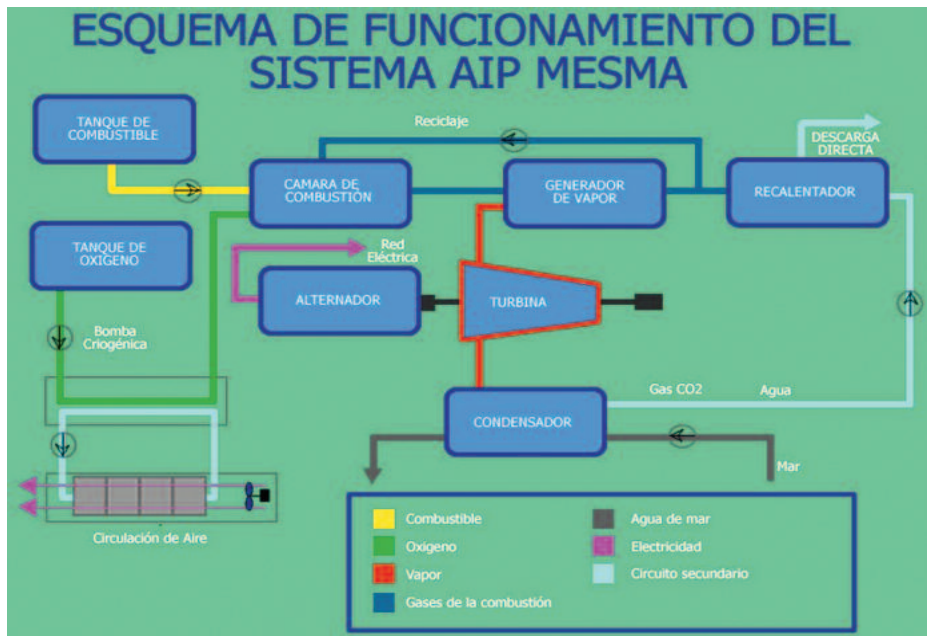 ESQUEMA DE FUNCIONAMIENTO DEL
SISTEMA AIP MESMA
TANQUE DE
COMBUSTIBLE
Reciclaje
DESCARGA
DIRECTA
CAMARA DE
COMBUSTIÓN
GENERADOR
DE VAPOR
RECALENTADOR
TANQUE DE
OXÍGENO
Red
Eléctrica
ALTERNADOR
TURBINA
Bomba
Criogénica
Gas CO2
Agua
CONDENSADOR
Mar
Circulación de Aire
Combustible
Oxigeno
Vapor
Gases de la combustión
Agua de mar
Electricidad
Circuito secundario